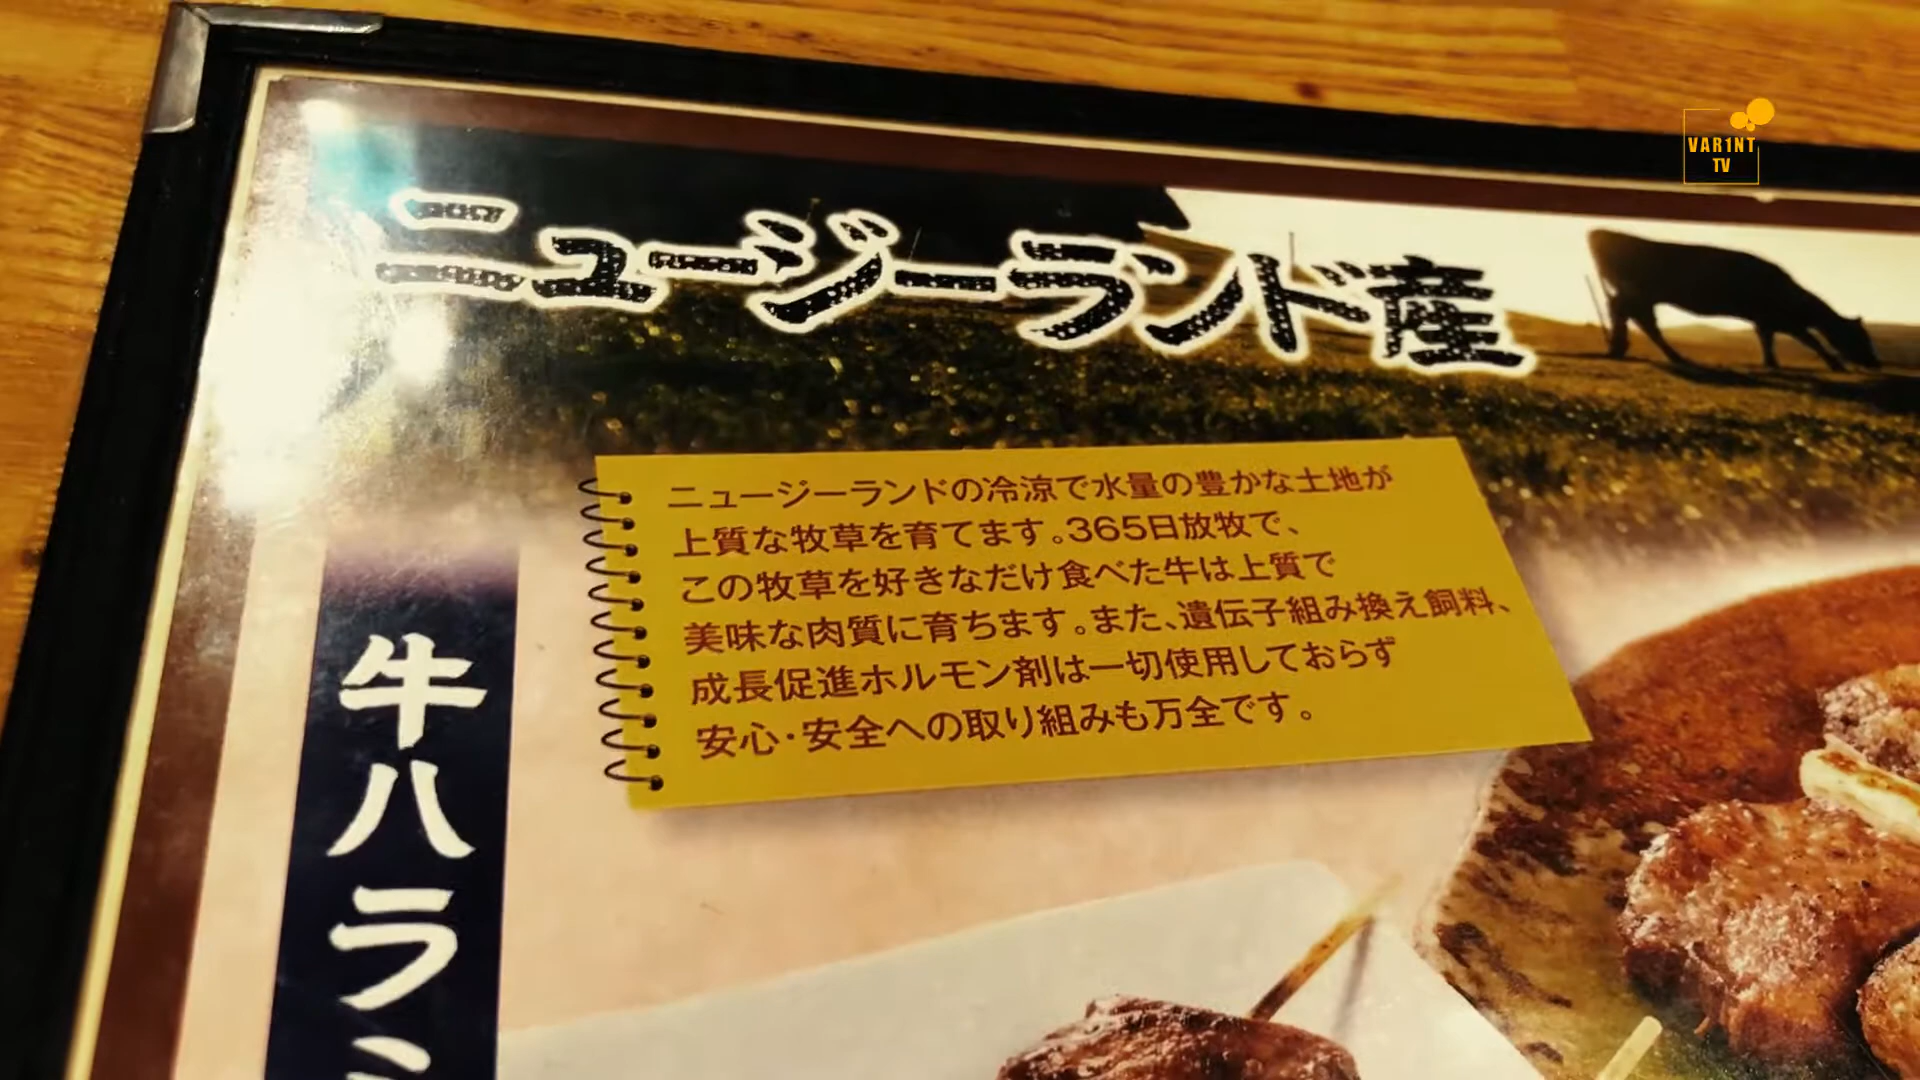 VAR1NT
TV
ニュージーランド産
ニュージーランドの冷涼で水量の豊かな土地が
上質な牧草を育てます。365日放牧で、
この牧草を好きなだけ食べた牛は上質で
美味な肉質に育ちます。また、遺伝子組み換え飼料、
成長促進ホルモン剤は一切使用しておらず
安心・安全への取り組みも万全です。
牛ハラ